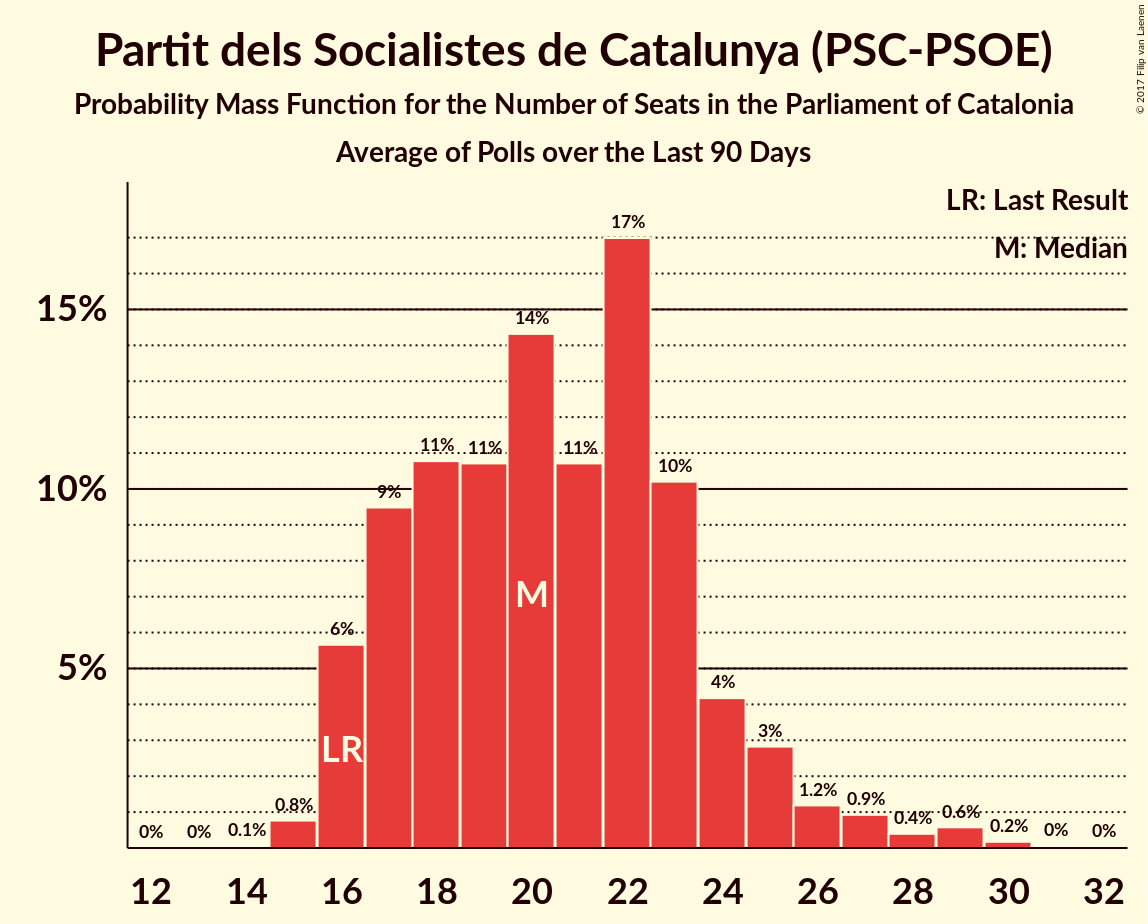 Partit dels Socialistes de Catalunya (PSC-PSOE)
Probability Mass Function for the Number of Seats in the Parliament of Catalonia
Average of Polls over the Last 90 Days
© 2017 Filip van Laenen
LR: Last Result
M: Median
17%
15%
14%
11%
11%
11%
10%
10%
9%
M
6%
5%
4%
LR
3%
0%
0%
0.1%
0.8%
1.2%
0.9%
0.4%
0.6%
0.2%
0%
0%
12 14 16 18 20 22 24 26 28 30 32